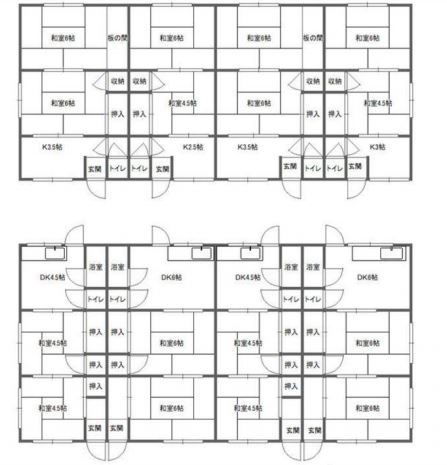 和室6帖 板の間 和室6帖 和室6帖 板の間 和室6帖
収納 収納 収納 収納
和室6帖 押入 押入 和室4.5帖 和室6帖 押入 押入 和室4.5帖
K3.5帖 K2.5帖 K3.5帖 K3帖
玄関 トイレ トイレ 玄関 玄関 トイレ トイレ 玄関
DK4.5帖 浴室 浴室 DK6帖 DK4.5帖 浴室 浴室 DK6帖
トイレ トイレ トイレ トイレ
和室4.5帖 押入 押入 和室6帖 和室4.5帖 押入 押入 和室6帖
押入 押入 押入 押入
和室4.5帖 押入 和室6帖 和室4.5帖 押入 和室6帖
玄関 玄関 玄関 玄関